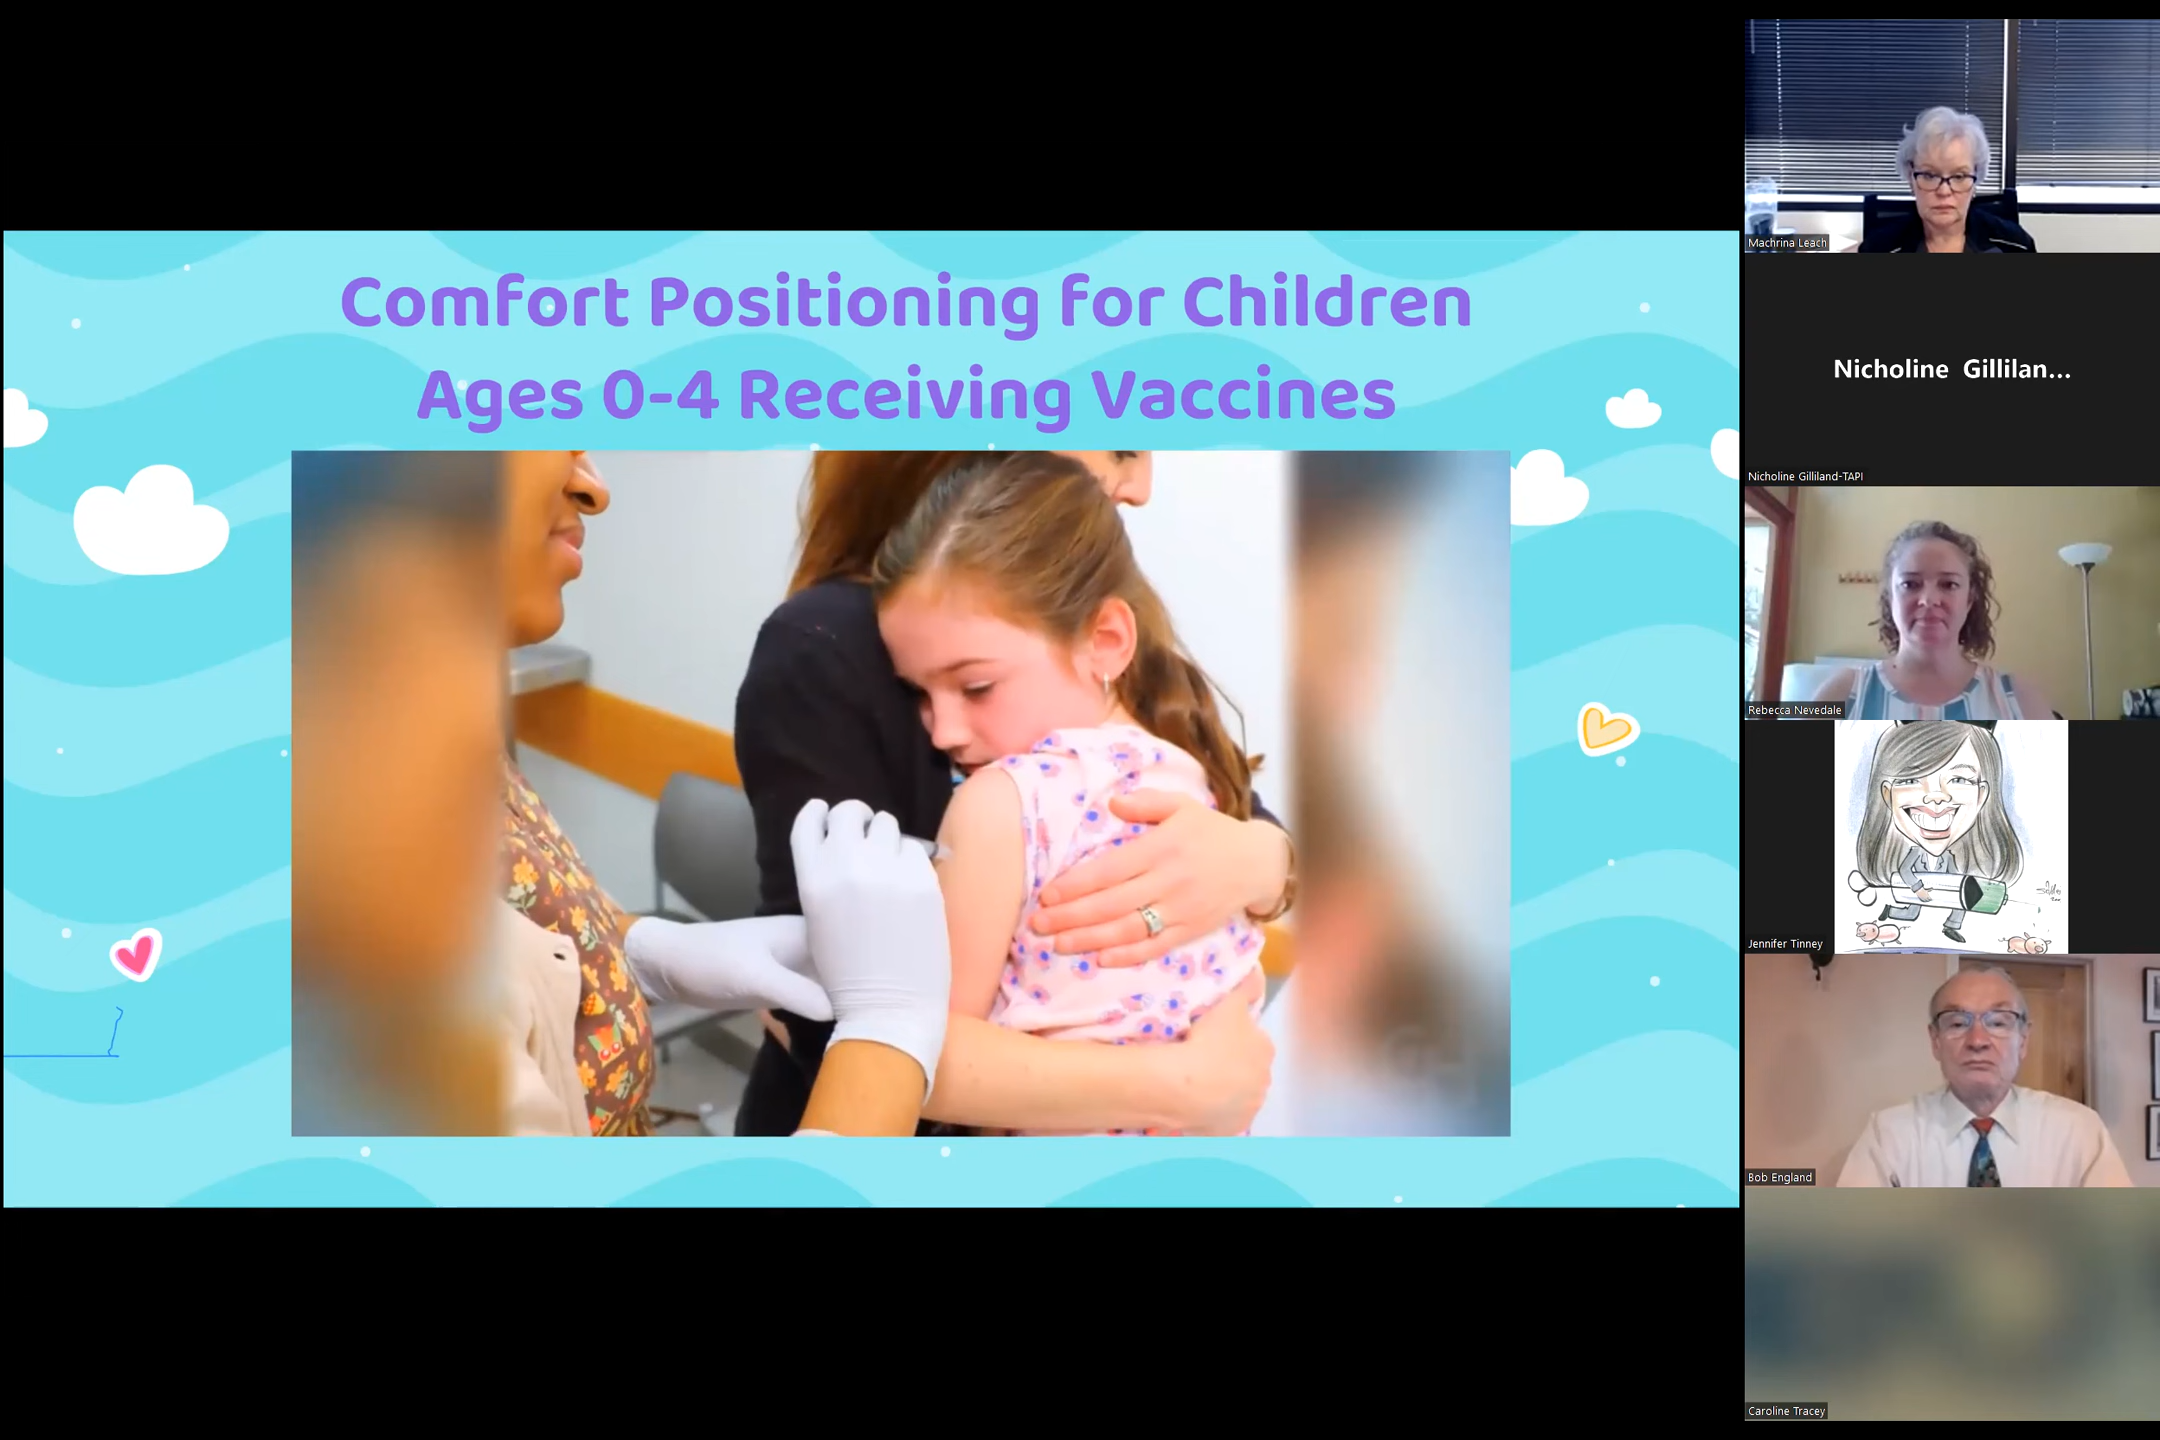 Comfort Positioning for Children
Ages 0-4 Receiving Vaccines
Machrina Leach
Nicholine Gillilan...
Nicholine Gilliland-TAPI
Rebecca Nevedale
Jennifer Tinney
Bob England
Caroline Tracey